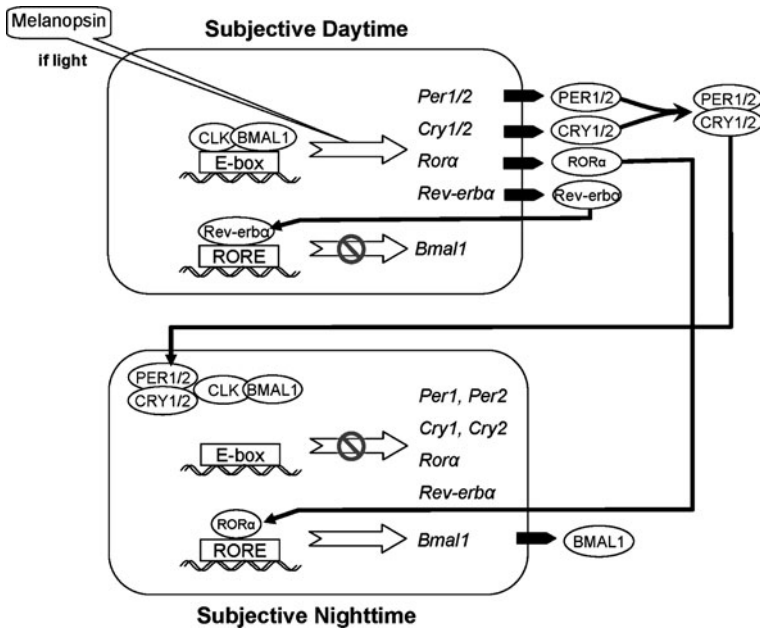 Melanopsin
if light
Subjective Daytime
CLK BMAL1
E-box
Per1/2
Cry1/2
Rorα
Rev-erbα
PER1/2
CRY1/2
RORα
Rev-erbα
PER1/2
CRY1/2
Rev-erbα
RORE
Bmal1
PER1/2
CRY1/2
CLK BMAL1
E-box
Per1, Per2
Cry1, Cry2
Rorα
Rev-erbα
RORα
RORE
Bmal1
BMAL1
Subjective Nighttime